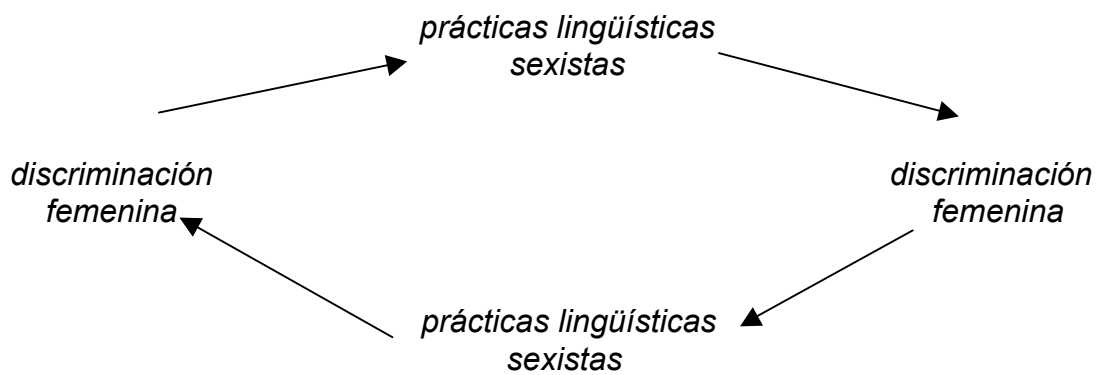 prácticas lingüísticas
sexistas
discriminación
femenina
discriminación
femenina
prácticas lingüísticas
sexistas